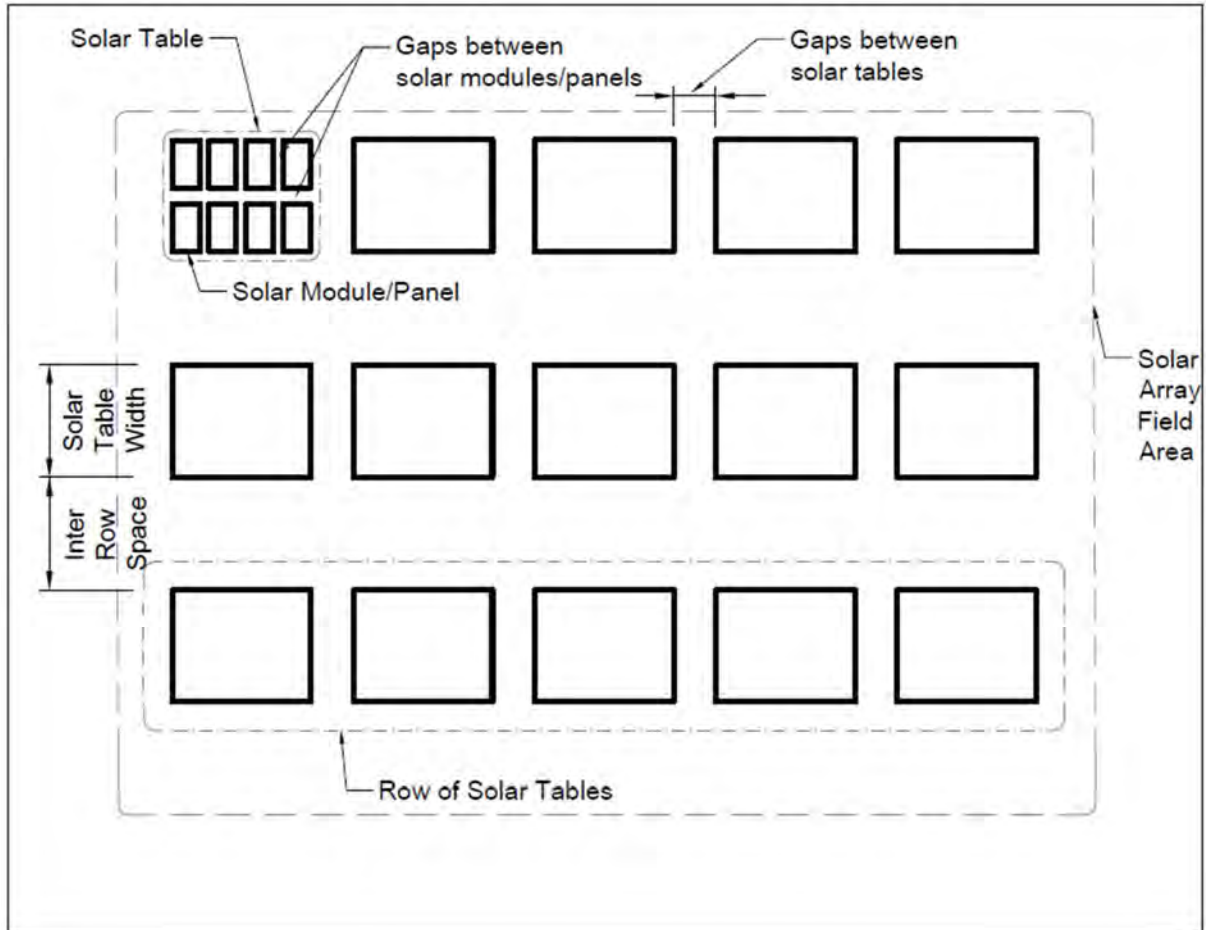 Solar Table
Gaps between
solar modules/panels
Gaps between
solar tables
Solar Module/Panel
Solar
Table
Width
Solar
Array
Field
Area
Inter
Row
Space
Row of Solar Tables